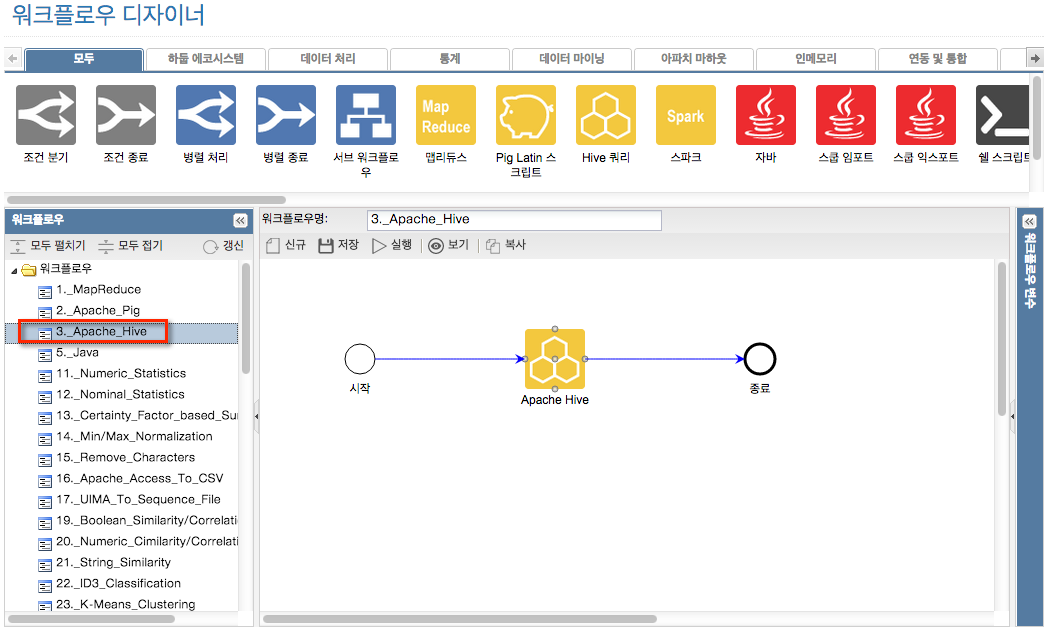 워크플로우 디자이너
모두
하둡 에코시스템
데이터 처리
통계
데이터 마이닝
아파치 마하웃
인메모리
연동 및 통합
Map
Reduce
Spark
조건 분기
조건 종료
병렬 처리
병렬 종료
서브 워크플로
우
맵리듀스
Pig Latin 스
크립트
Hive 쿼리
스파크
자바
스쿱 임포트
스쿱 익스포트
쉘 스크립트
워크플로우
모두 펼치기
모두 접기
갱신
워크플로우
1._MapReduce
2._Apache_Pig
3._Apache_Hive
5._Java
11._Numeric_Statistics
12._Nominal_Statistics
13._Certainty_Factor_based_Su
14._Min/Max_Normalization
15._Remove_Characters
16._Apache_Access_To_CSV
17._UIMA_To_Sequence_File
19._Boolean_Similarity/Correlati
20._Numeric_Cimilarity/Correlati
21._String_Similarity
22._ID3_Classification
23._K-Means_Clustering
워크플로우명:
3._Apache_Hive
신규
저장
실행
보기
복사
시작
Apache Hive
종료
워크플로우 변수